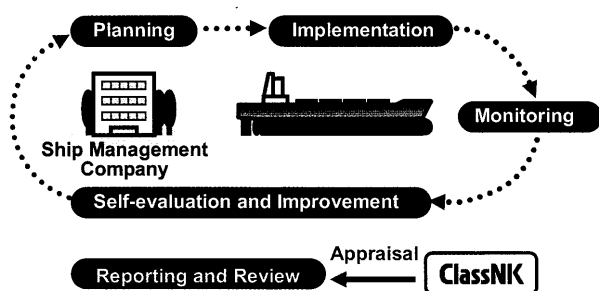 Planning
Implementation
Monitoring
Ship Management
Company
Self-evaluation and Improvement
Appraisal
Reporting and Review
ClassNK